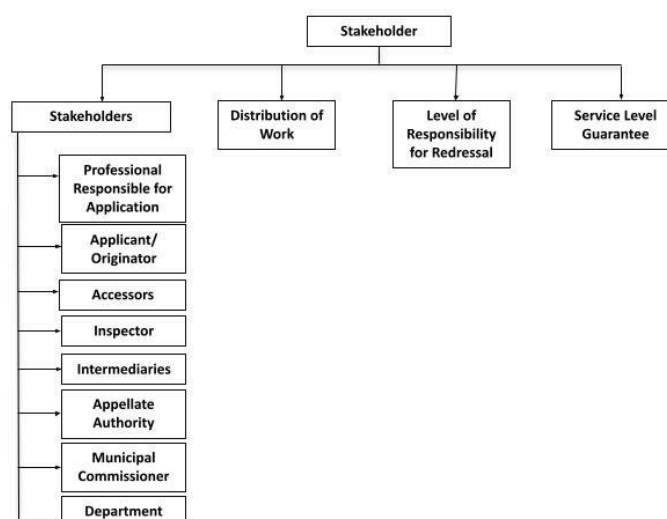 Stakeholder
Stakeholders
Distribution of
Work
Level of
Responsibility
for Redressal
Service Level
Guarantee
Professional
Responsible for
Application
Applicant/
Originator
Accessors
Inspector
Intermediaries
Appellate
Authority
Municipal
Commissioner
Department